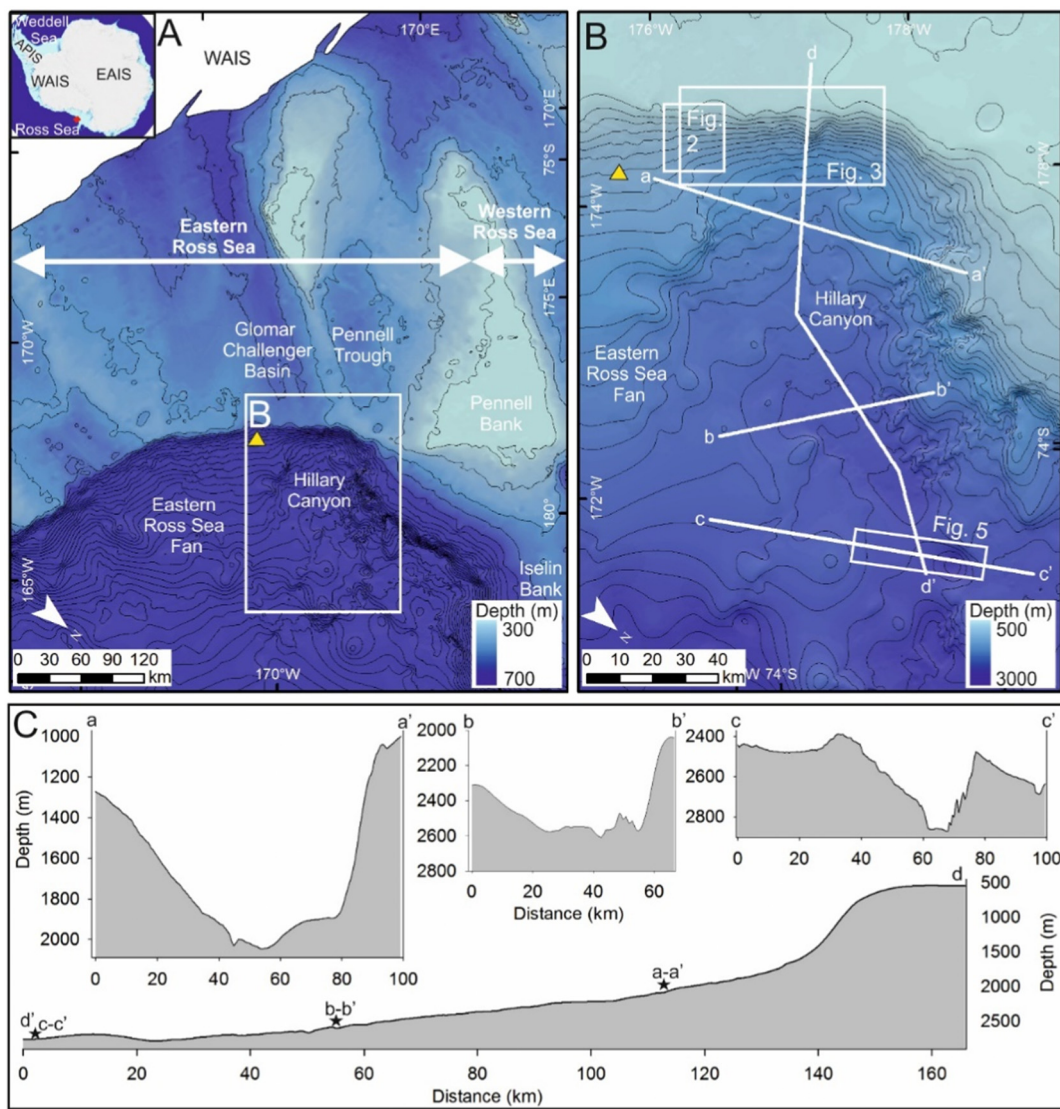 Weddell
Sea
APIS
WAIS
EAIS
Ross Sea
A
WAIS
170°E
170°E
75°S
Eastern
Ross Sea
Western
Ross Sea
175°E
170°W
Glomar
Challenger
Basin
Pennell
Trough
Pennell
Bank
B
Hillary
Canyon
Eastern
Ross Sea
Fan
180°
Iselin
Bank
165°W
N
0 30 60 90 120
km
170°W
Depth (m)
300
700
B
176°W
178°W
d
Fig.
2
Fig. 3
178°W
174°W
a
a'
Hillary
Canyon
Eastern
Ross Sea
Fan
b'
b
74°S
172°W
c
Fig. 5
c'
d'
N
0 10 20 30 40
km
W 74°S
Depth (m)
500
3000
C
a a'
1000
1200
1400
1600
1800
2000
Depth (m)
0 20 40 60 80 100
b b'
2000
2200
2400
2600
2800
0 20 40 60
Distance (km)
c c'
2400
2600
2800
0 20 40 60 80 100
d
500
1000
1500
2000
2500
Depth (m)
a-a'
b-b'
d' c-c'
0 20 40 60 80 100 120 140 160
Distance (km)